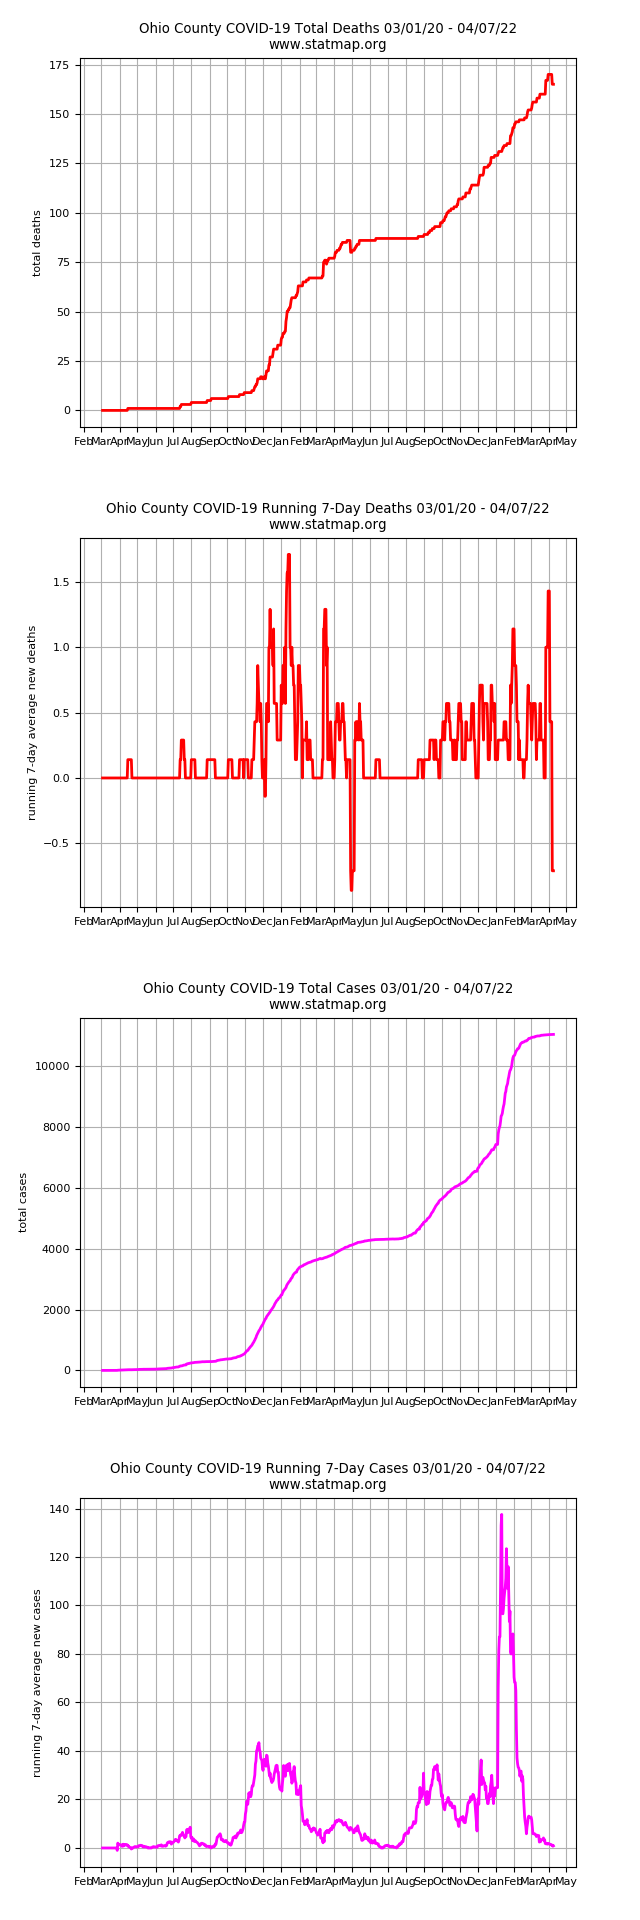 Ohio County COVID-19 Total Deaths 03/01/20 - 04/07/22
www.statmap.org
175
150
125
100
75
50
25
0
total deaths
Feb Mar Apr May Jun Jul Aug Sep Oct Nov Dec Jan Feb Mar Apr May Jun Jul Aug Sep Oct Nov Dec Jan Feb Mar Apr May
Ohio County COVID-19 Running 7-Day Deaths 03/01/20 - 04/07/22
www.statmap.org
1.5
1.0
0.5
0.0
−0.5
running 7-day average new deaths
Feb Mar Apr May Jun Jul Aug Sep Oct Nov Dec Jan Feb Mar Apr May Jun Jul Aug Sep Oct Nov Dec Jan Feb Mar Apr May
Ohio County COVID-19 Total Cases 03/01/20 - 04/07/22
www.statmap.org
10000
8000
6000
4000
2000
0
total cases
Feb Mar Apr May Jun Jul Aug Sep Oct Nov Dec Jan Feb Mar Apr May Jun Jul Aug Sep Oct Nov Dec Jan Feb Mar Apr May
Ohio County COVID-19 Running 7-Day Cases 03/01/20 - 04/07/22
www.statmap.org
140
120
100
80
60
40
20
0
running 7-day average new cases
Feb Mar Apr May Jun Jul Aug Sep Oct Nov Dec Jan Feb Mar Apr May Jun Jul Aug Sep Oct Nov Dec Jan Feb Mar Apr May